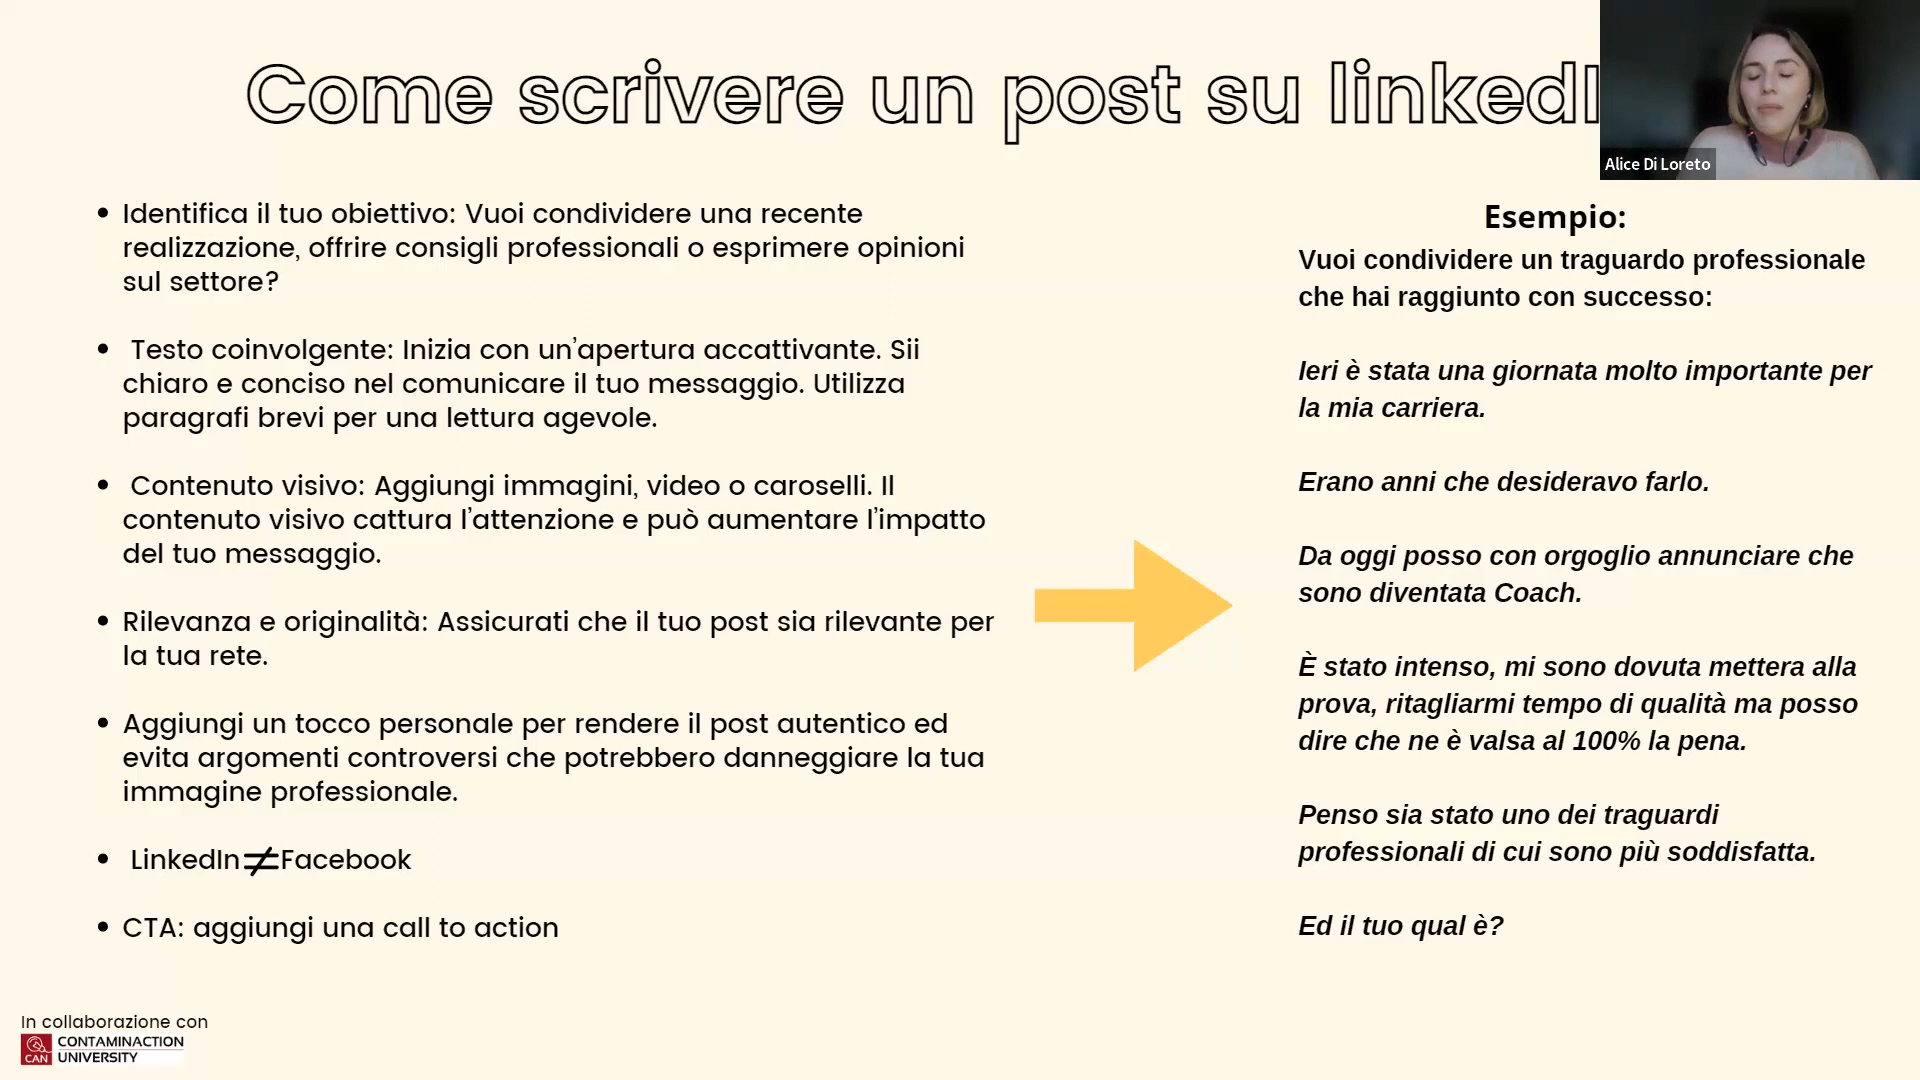 Come scrivere un post su linkedI
Alice Di Loreto
Identifica il tuo obiettivo: Vuoi condividere una recente
realizzazione, offrire consigli professionali o esprimere opinioni
sul settore?
Testo coinvolgente: Inizia con un'apertura accattivante. Sii
chiaro e conciso nel comunicare il tuo messaggio. Utilizza
paragrafi brevi per una lettura agevole.
Contenuto visivo: Aggiungi immagini, video o caroselli. Il
contenuto visivo cattura l'attenzione e può aumentare l'impatto
del tuo messaggio.
Rilevanza e originalità: Assicurati che il tuo post sia rilevante per
la tua rete.
Aggiungi un tocco personale per rendere il post autentico ed
evita argomenti controversi che potrebbero danneggiare la tua
immagine professionale.
LinkedIn≠Facebook
CTA: aggiungi una call to action
Esempio:
Vuoi condividere un traguardo professionale
che hai raggiunto con successo:
Ieri è stata una giornata molto importante per
la mia carriera.
Erano anni che desideravo farlo.
Da oggi posso con orgoglio annunciare che
sono diventata Coach.
È stato intenso, mi sono dovuta mettera alla
prova, ritagliarmi tempo di qualità ma posso
dire che ne è valsa al 100% la pena.
Penso sia stato uno dei traguardi
professionali di cui sono più soddisfatta.
Ed il tuo qual è?
In collaborazione con
CAN
CONTAMINACTION
UNIVERSITY